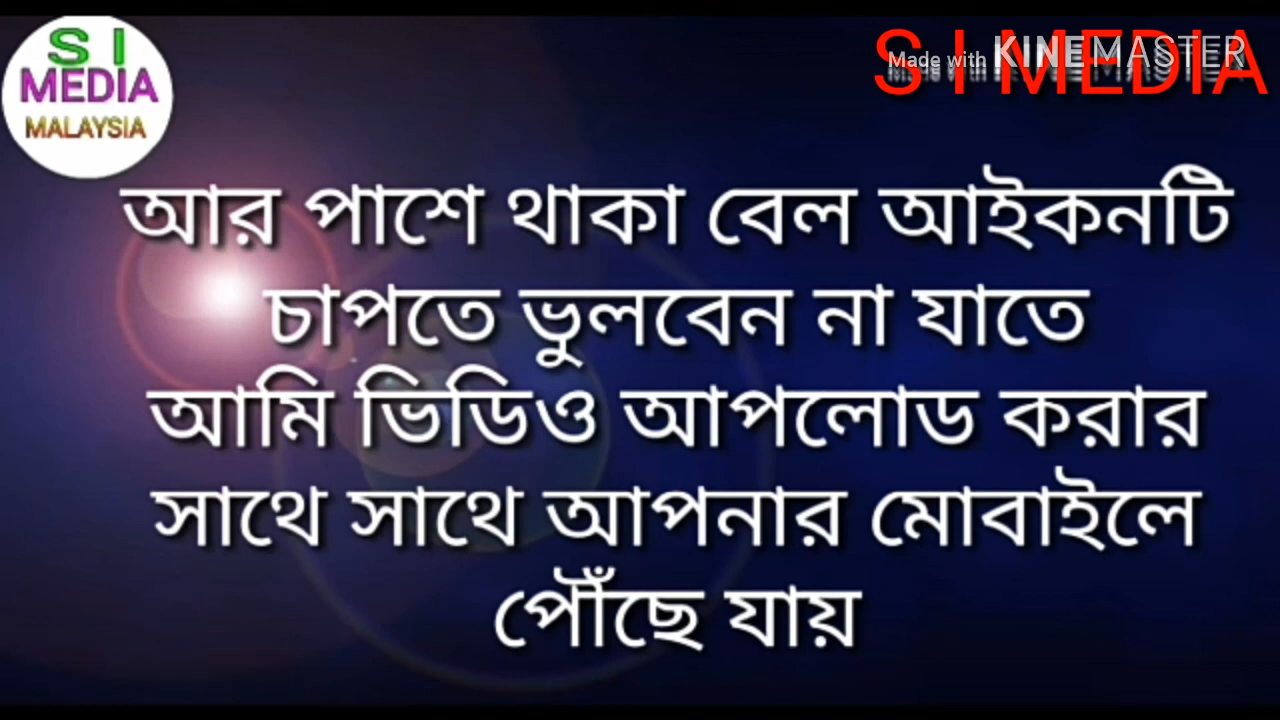 S I
MEDIA
MALAYSIA
S I MEDIA
Made with KINEMASTER
আর পাশে থাকা বেল আইকনটি
চাপতে ভুলবেন না যাতে
আমি ভিডিও আপলোড করার
সাথে সাথে আপনার মোবাইলে
পৌঁছে যায়